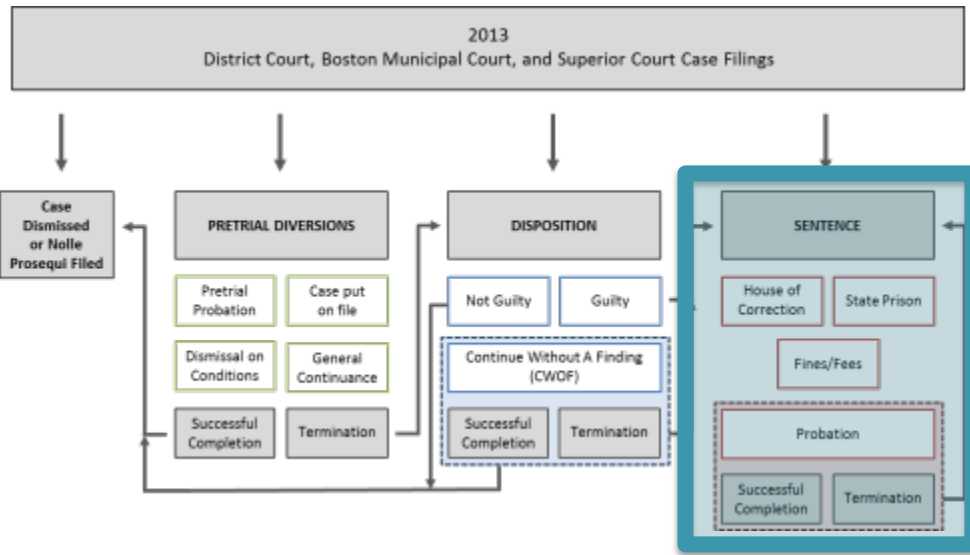 2013
District Court, Boston Municipal Court, and Superior Court Case Filings
Case
Dismissed
or Nolle
Prosequi Filed
PRETRIAL DIVERSIONS
Pretrial
Probation
Case put
on file
Dismissal on
Conditions
General
Continuance
Successful
Completion
Termination
DISPOSITION
Not Guilty
Guilty
Continue Without A Finding
(CWOF)
Successful
Completion
Termination
SENTENCE
House of
Correction
State Prison
Fines/Fees
Probation
Successful
Completion
Termination